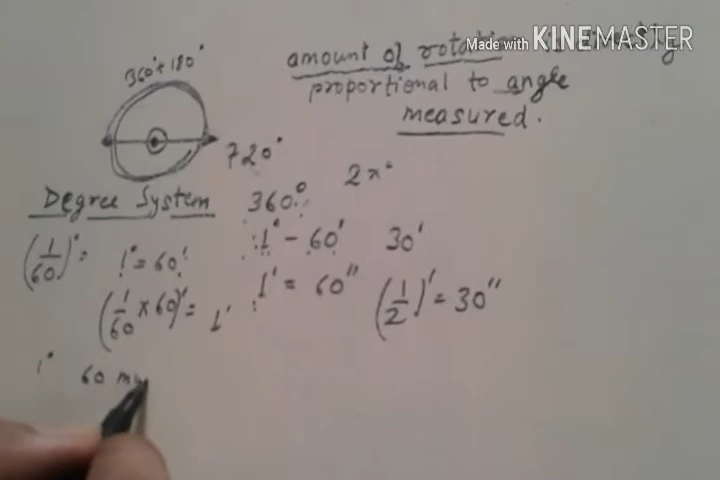 Made with KINEMASTER
amount of rotation
proportional to angle
measured.
360°+180°
720°
Degree System
360°
2x°
(1/60)°=
1°=60'
1° - 60'
30'
(1/60 x 60)'= 1'
1' = 60"
(1/2)' = 30"
1°
60